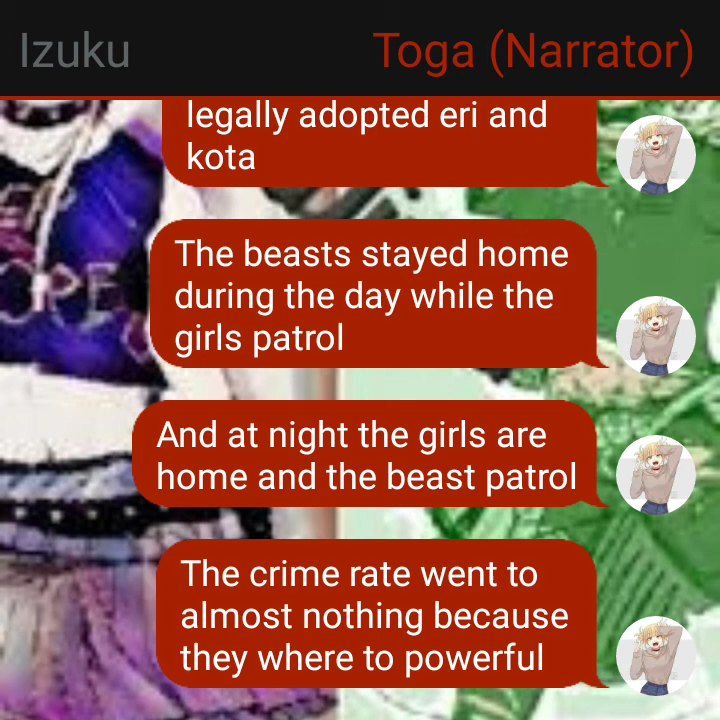 Izuku
Toga (Narrator)
legally adopted eri and
kota
The beasts stayed home
during the day while the
girls patrol
And at night the girls are
home and the beast patrol
The crime rate went to
almost nothing because
they where to powerful